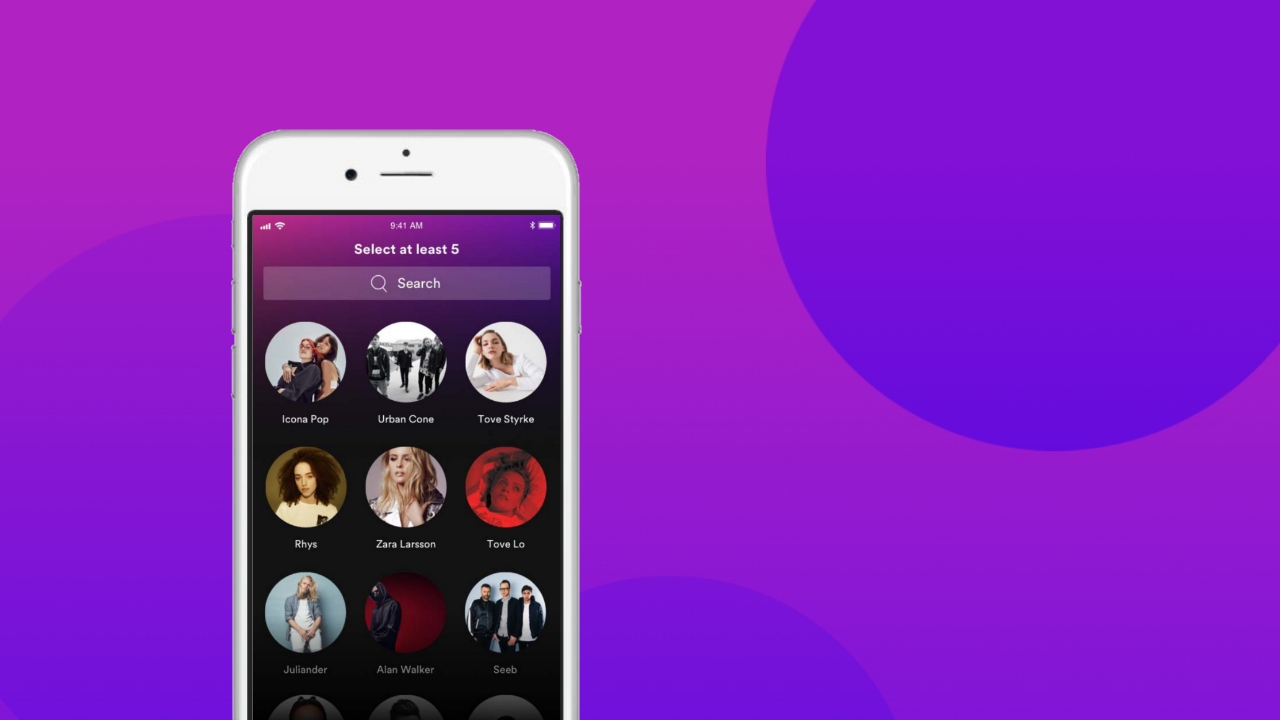 9:41 AM
Select at least 5
Search
Icona Pop
Urban Cone
Tove Styrke
Rhys
Zara Larsson
Tove Lo
Juliander
Alan Walker
Seeb